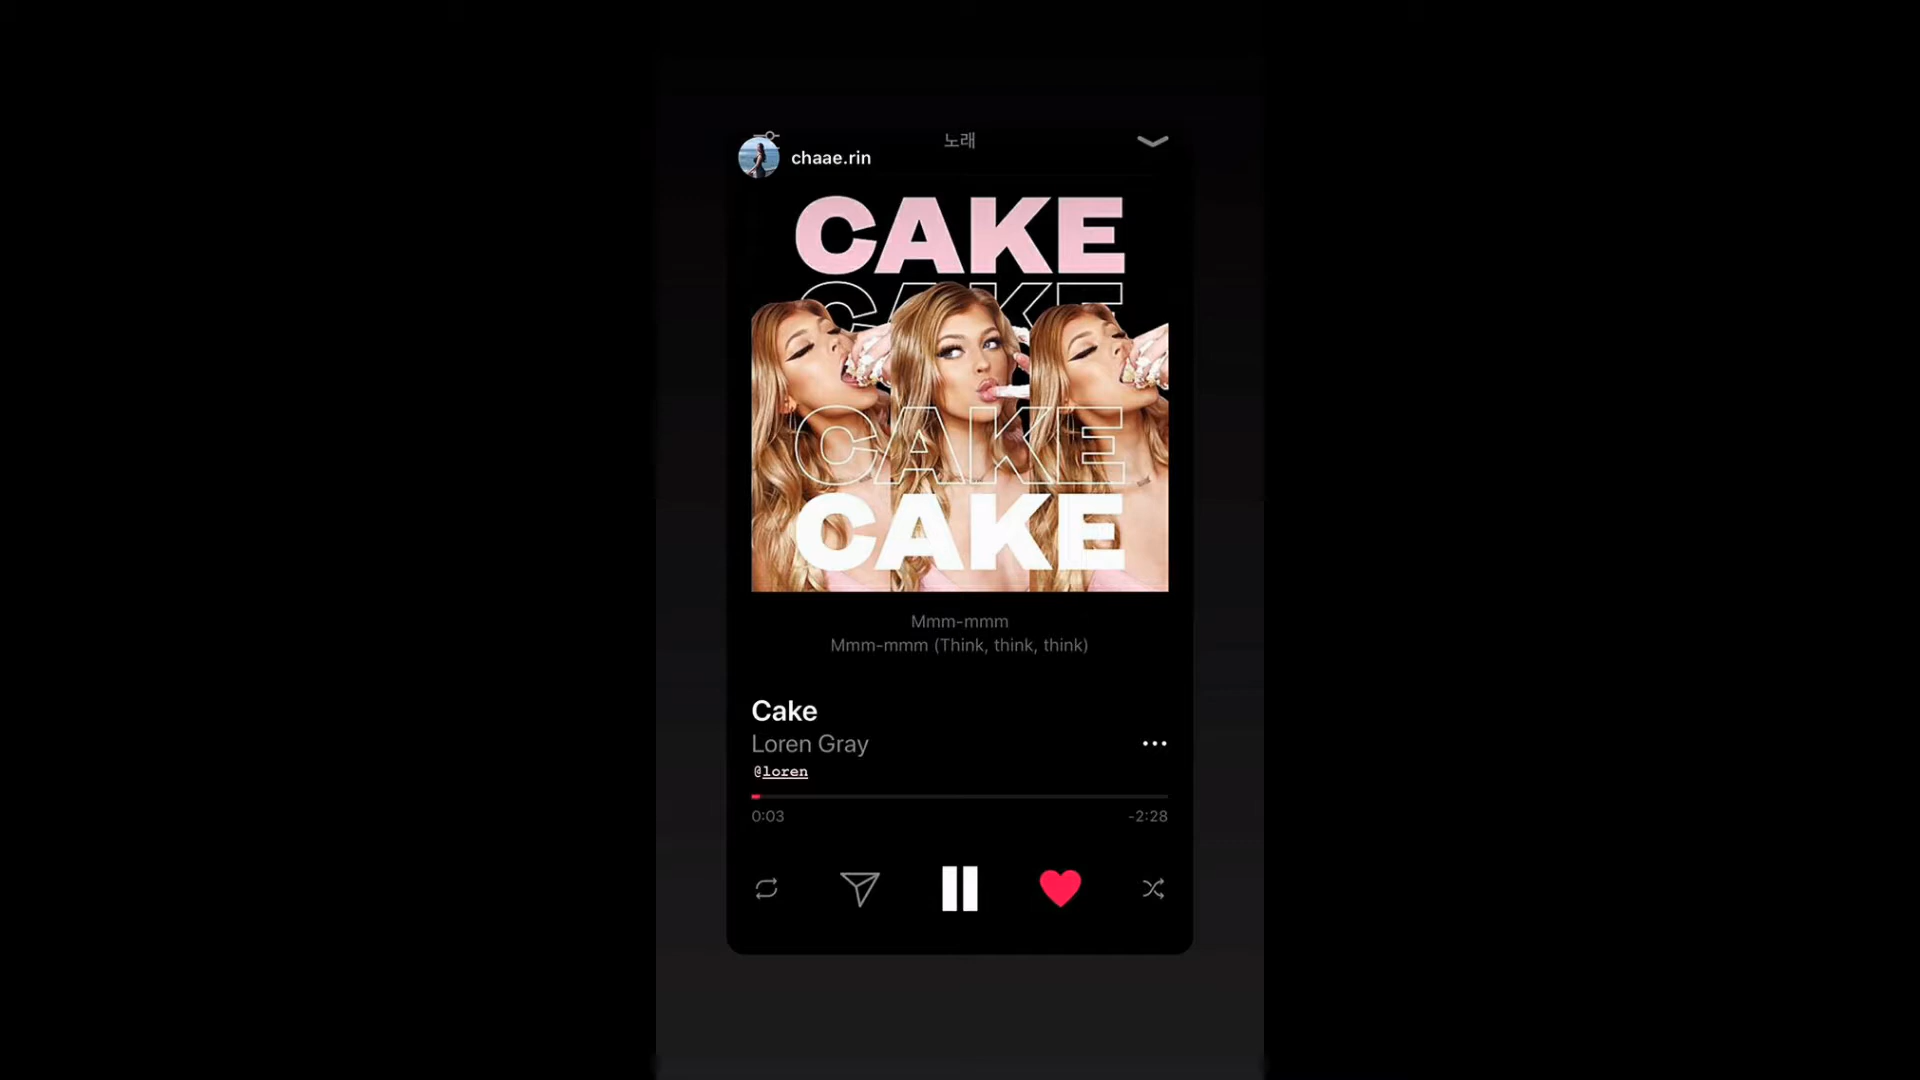 노래
chaae.rin
CAKE
CAKE
CAKE
CAKE
Mmm-mmm
Mmm-mmm (Think, think, think)
Cake
Loren Gray
@loren
0:03
-2:28